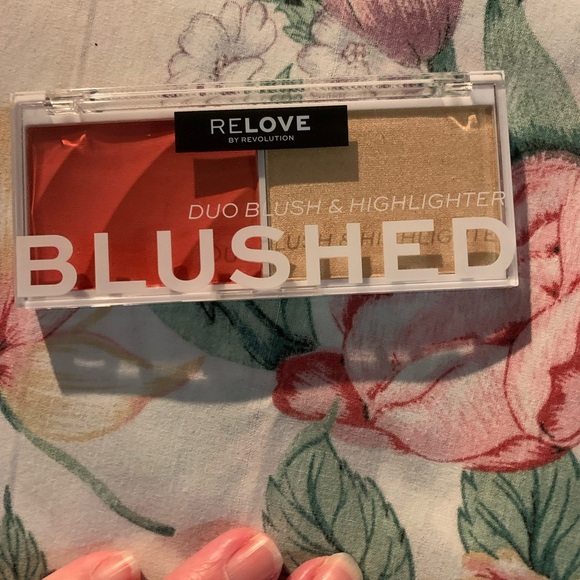 RELOVE
BY REVOLUTION
DUO BLUSH & HIGHLIGHTER
BLUSHED